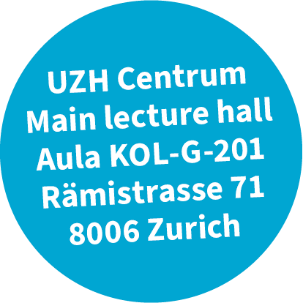 UZH Centrum
Main lecture hall
Aula KOL-G-201
Rämistrasse 71
8006 Zurich